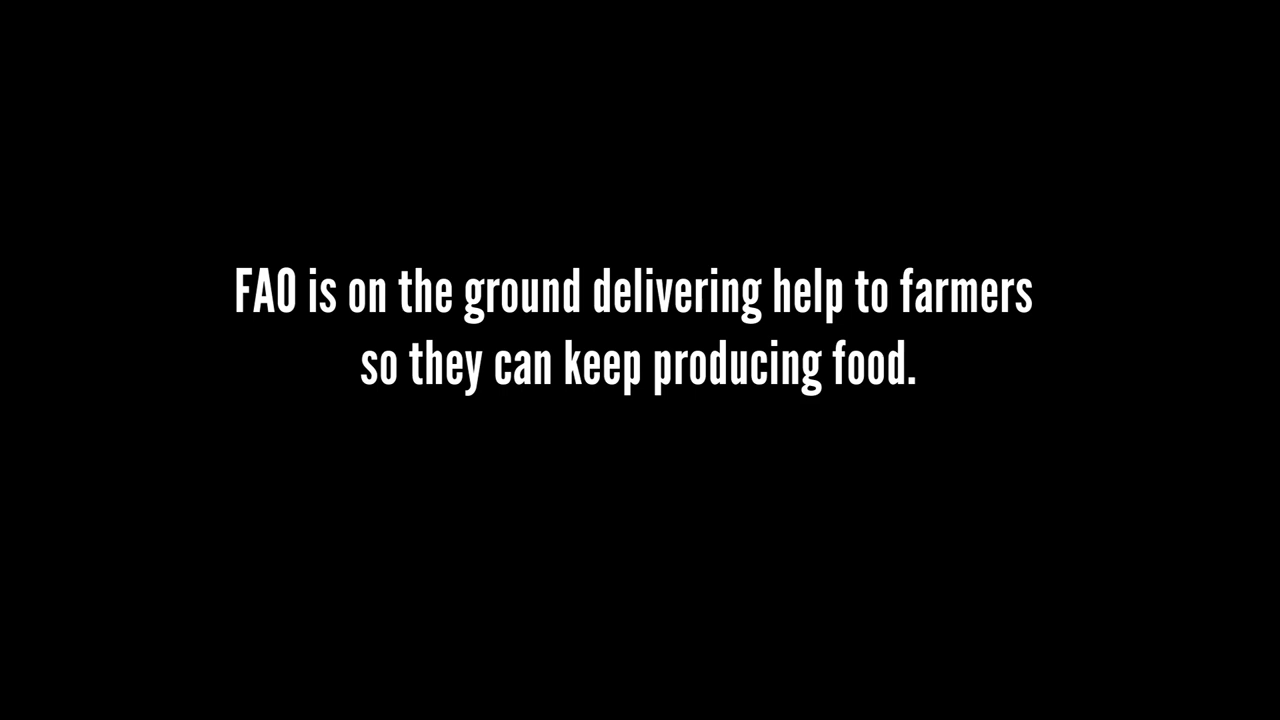 FAO is on the ground delivering help to farmers
so they can keep producing food.